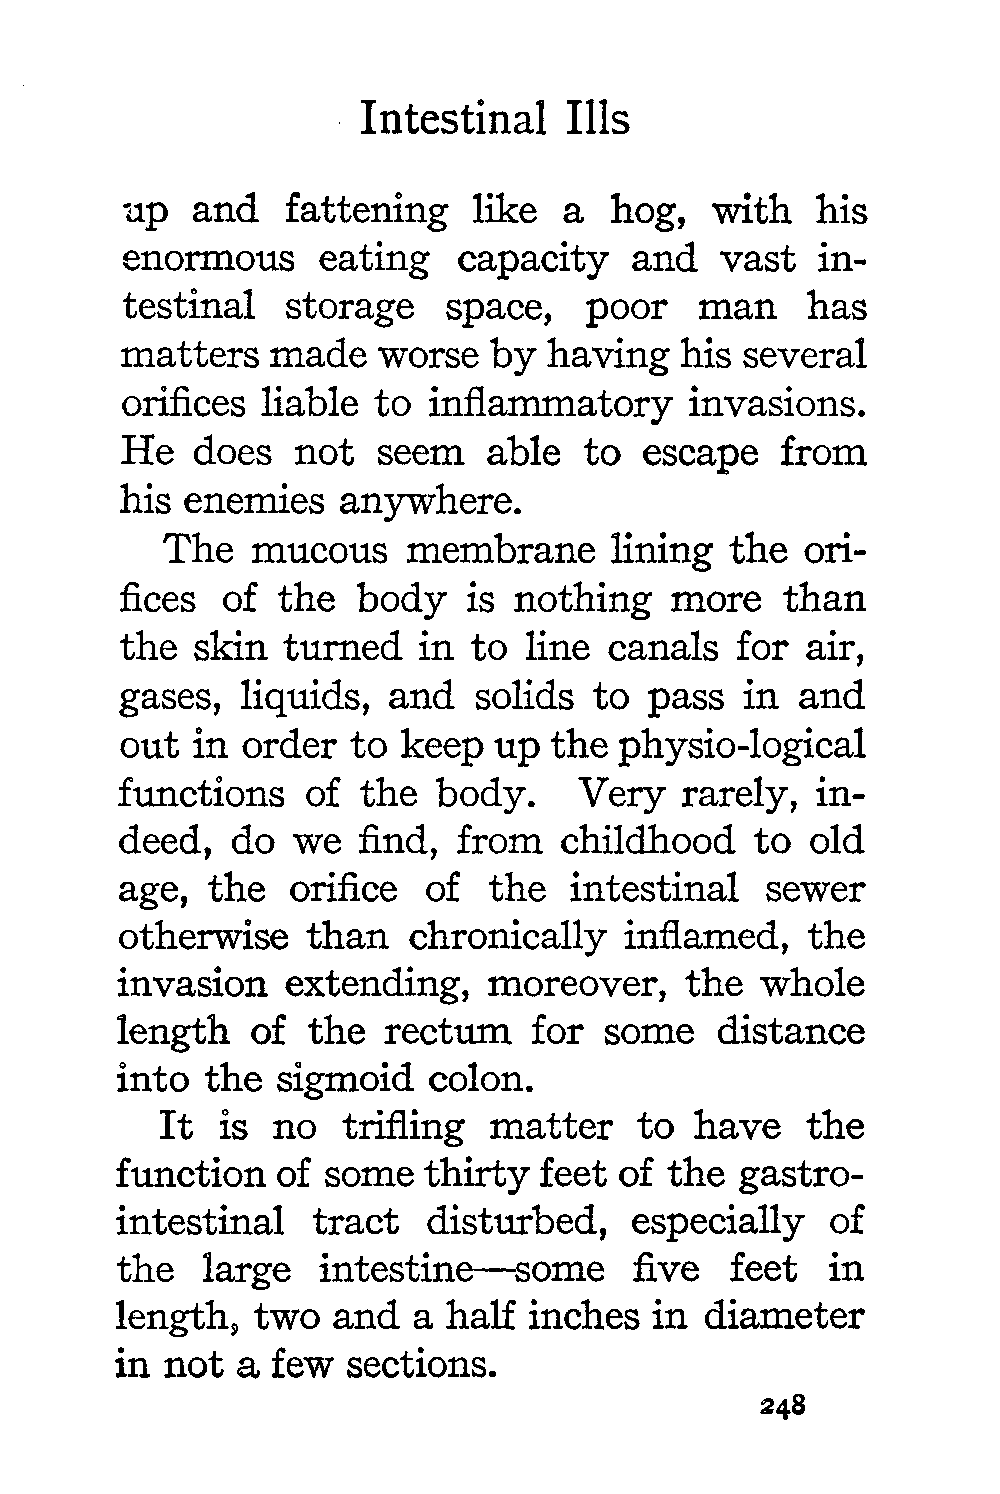 Intestinal Ills
up and fattening like a hog, with his
enormous eating capacity and vast in-
testinal storage space, poor man has
matters made worse by having his several
orifices liable to inflammatory invasions.
He does not seem able to escape from
his enemies anywhere.
The mucous membrane lining the ori-
fices of the body is nothing more than
the skin turned in to line canals for air,
gases, liquids, and solids to pass in and
out in order to keep up the physio-logical
functions of the body. Very rarely, in-
deed, do we find, from childhood to old
age, the orifice of the intestinal sewer
otherwise than chronically inflamed, the
invasion extending, moreover, the whole
length of the rectum for some distance
into the sigmoid colon.
It is no trifling matter to have the
function of some thirty feet of the gastro-
intestinal tract disturbed, especially of
the large intestine—some five feet in
length, two and a half inches in diameter
in not a few sections.
248